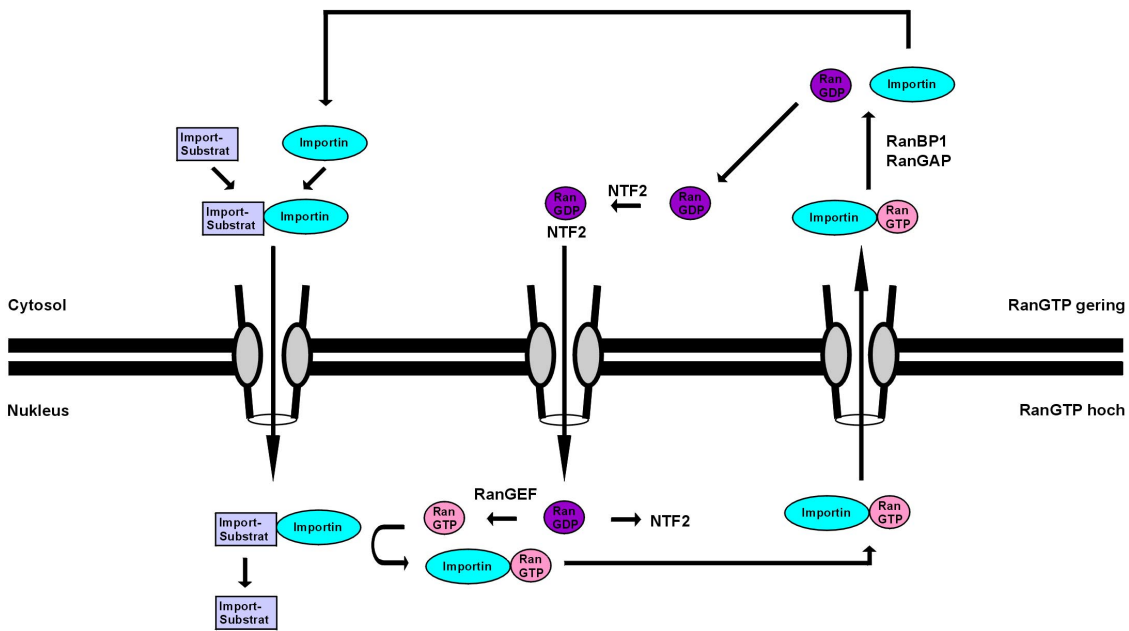 Ran
GDP
Importin
Import-
Substrat
Importin
RanBP1
RanGAP
Import-
Substrat
Importin
Ran
GDP
NTF2
NTF2
Ran
GDP
Importin
Ran
GTP
Cytosol
RanGTP gering
Nukleus
RanGTP hoch
Import-
Substrat
Importin
Ran
GTP
RanGEF
Ran
GDP
NTF2
Importin
Ran
GTP
Importin
Ran
GTP
Import-
Substrat